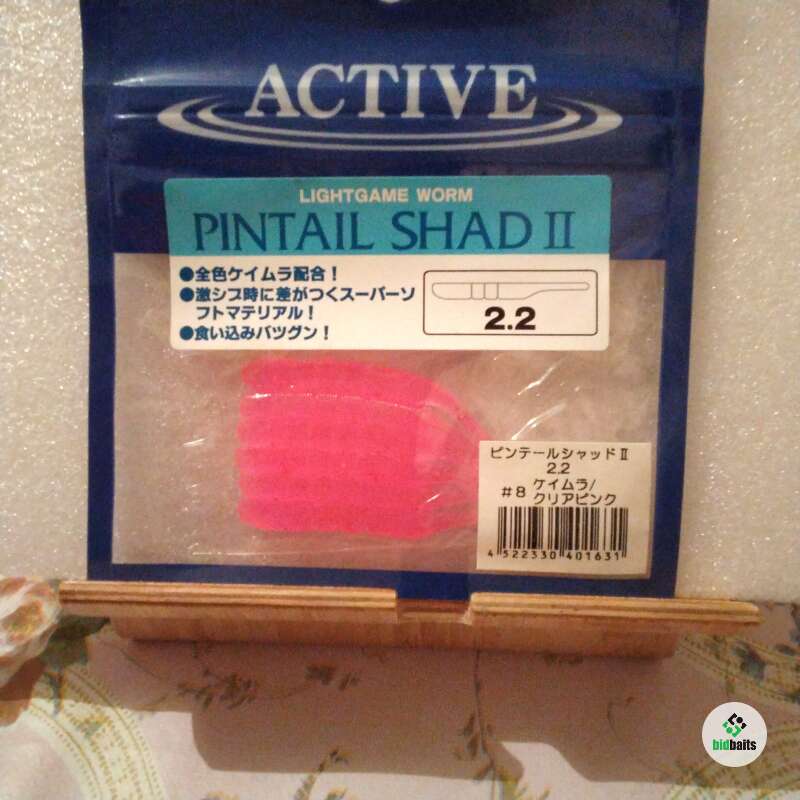 ACTIVE
LIGHTGAME WORM
PINTAIL SHAD II
●全色ケイムラ配合！
●激シブ時に差がつくスーパーソ
フトマテリアル！
●食い込みバツグン！
2.2
ピンテールシャッドⅡ
2.2
#8 ケイムラ/
クリアピンク
4 522330 401631
bidbaits